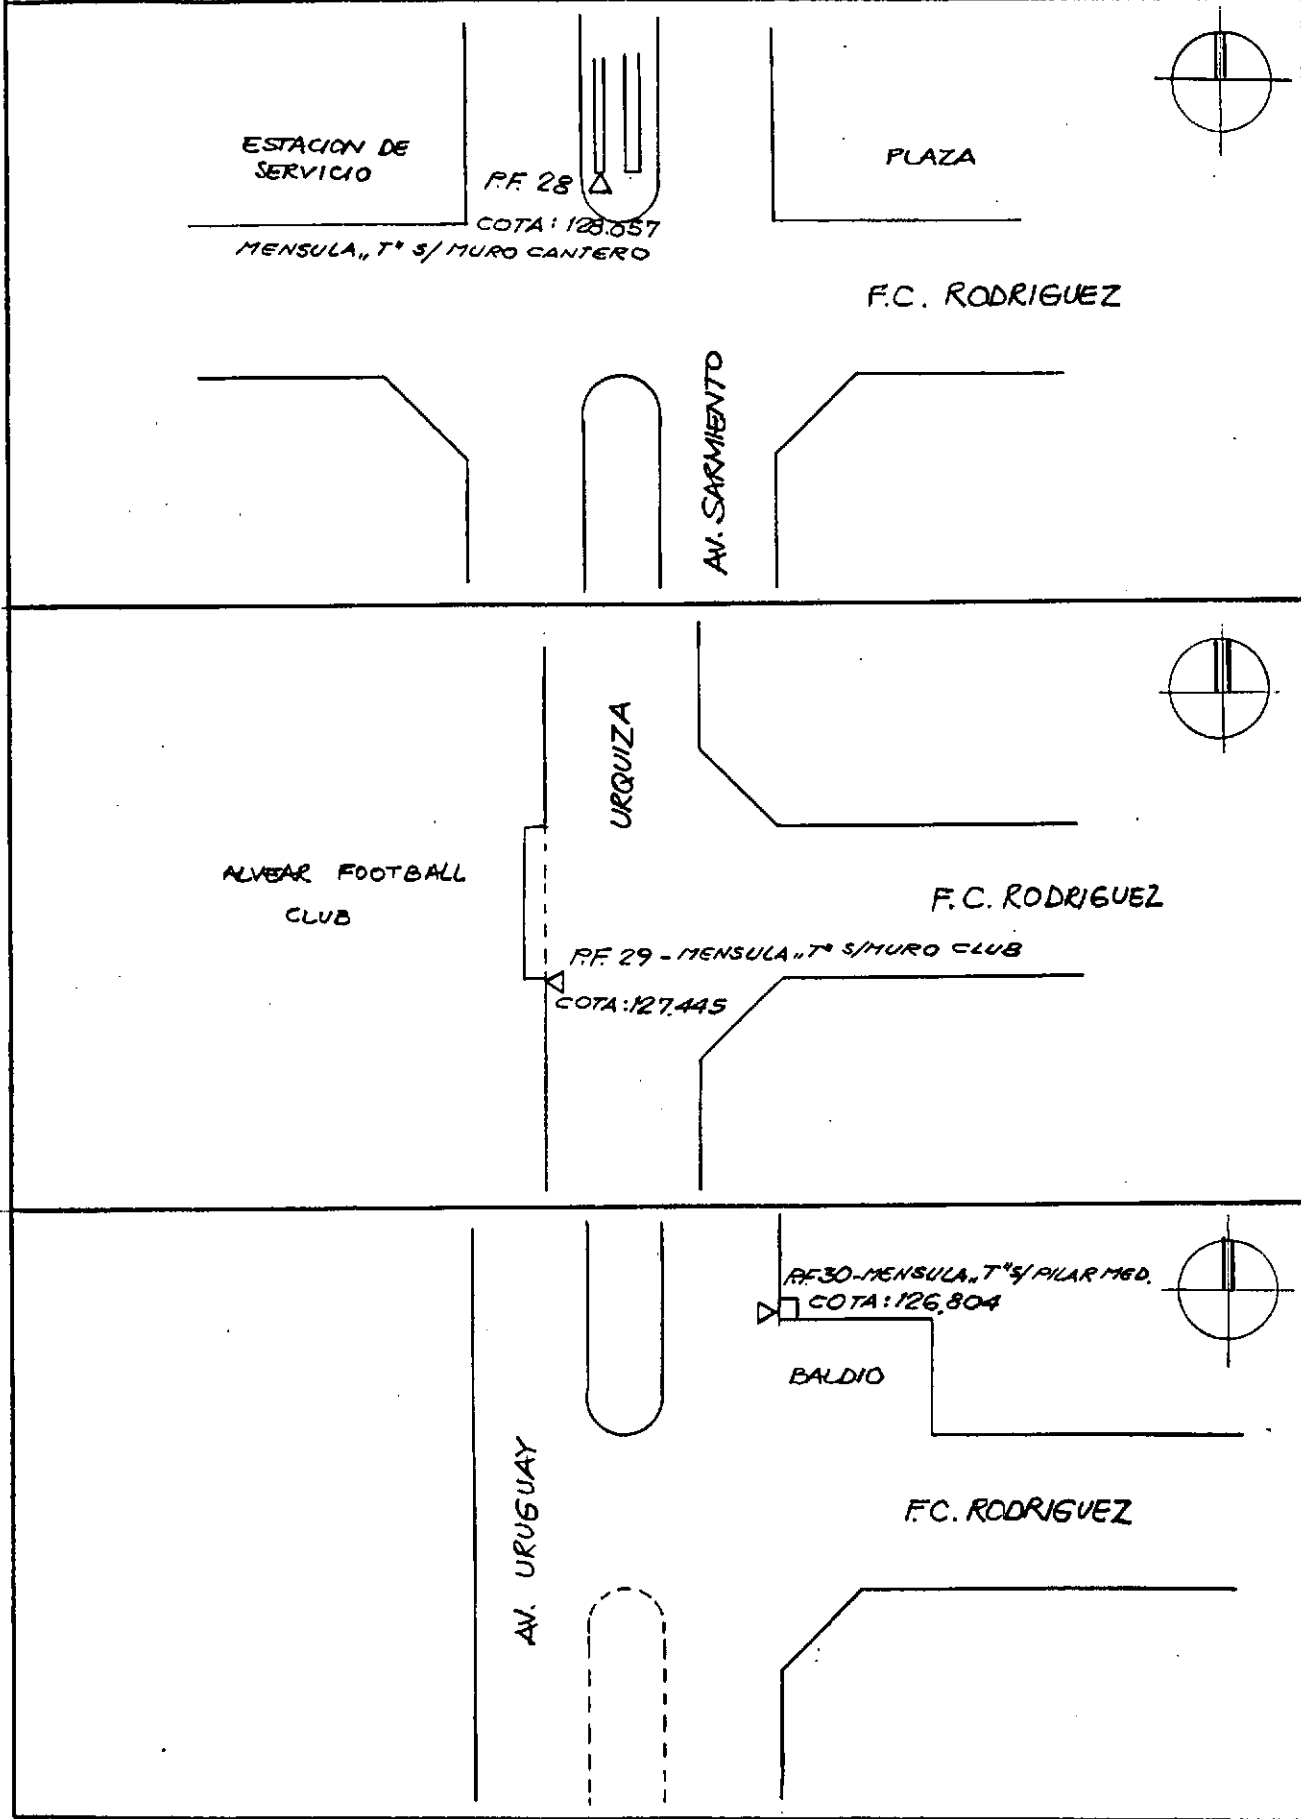 ESTACION DE
SERVICIO
PLAZA
P.F. 28
COTA: 128.657
MENSULA „T" S/ MURO CANTERO
F.C. RODRIGUEZ
AV. SARMIENTO
URQUIZA
ALVEAR FOOTBALL
CLUB
F.C. RODRIGUEZ
P.F. 29 - MENSULA „T" S/MURO CLUB
COTA: 127.445
P.F 30-MENSULA „T" S/ PILAR MED.
COTA: 126,804
BALDIO
AV. URUGUAY
F.C. RODRIGUEZ